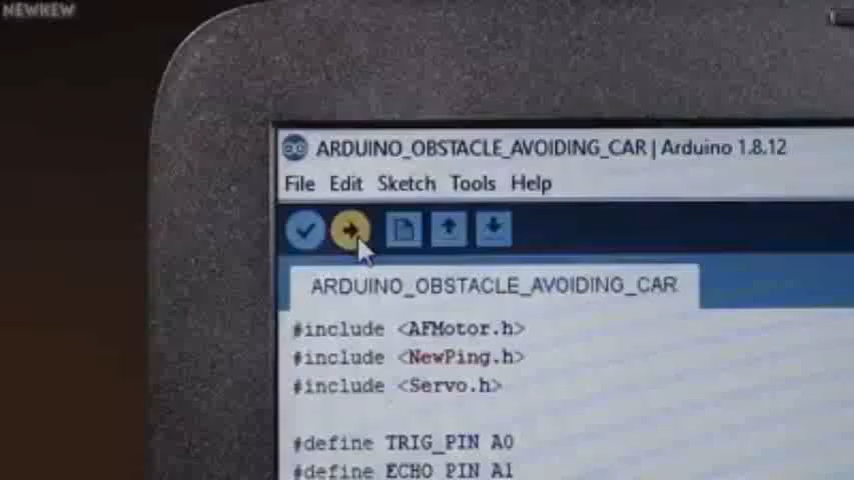 NEWKEW
ARDUINO_OBSTACLE_AVOIDING_CAR | Arduino 1.8.12
File Edit Sketch Tools Help
ARDUINO_OBSTACLE_AVOIDING_CAR
#include <AFMotor.h>
#include <NewPing.h>
#include <Servo.h>
#define TRIG_PIN A0
#define ECHO_PIN A1